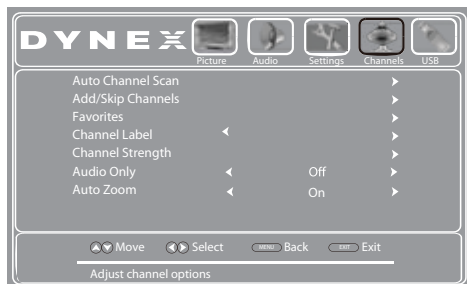 DYNEX
Picture Audio Settings Channels USB
Auto Channel Scan
Add/Skip Channels
Favorites
Channel Label
Channel Strength
Audio Only Off
Auto Zoom On
Move Select MENU Back EXIT Exit
Adjust channel options